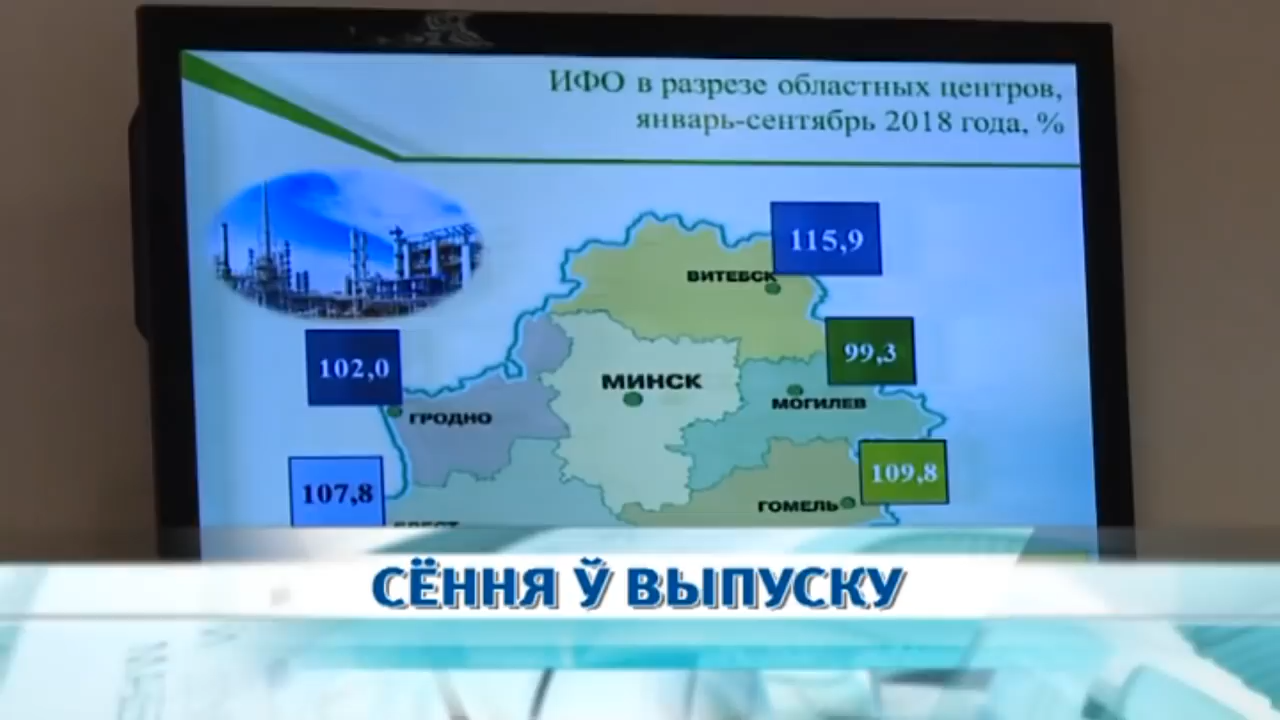 ИФО в разрезе областных центров,
январь-сентябрь 2018 года, %
115,9
ВИТЕБСК
99,3
102,0
МИНСК
МОГИЛЕВ
ГРОДНО
109,8
107,8
ГОМЕЛЬ
СЁННЯ Ў ВЫПУСКУ